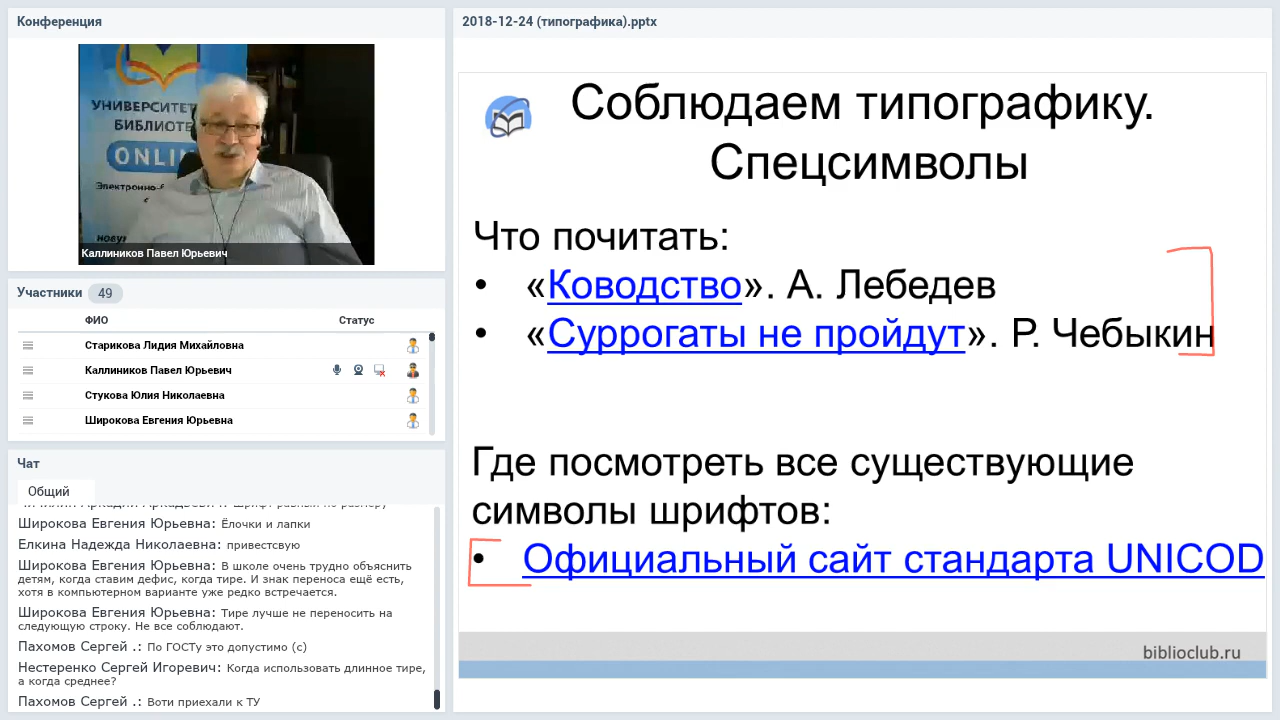 Конференция
УНИВЕРСИТЕТ
БИБЛИОТЕ
ONLIN
Каллиников Павел Юрьевич
Участники 49
ФИО Статус
Старикова Лидия Михайловна
Каллиников Павел Юрьевич
Стукова Юлия Николаевна
Широкова Евгения Юрьевна
Чат
Общий
Широкова Евгения Юрьевна: Ёлочки и лапки
Елкина Надежда Николаевна: привестсвую
Широкова Евгения Юрьевна: В школе очень трудно объяснить
детям, когда ставим дефис, когда тире. И знак переноса ещё есть,
хотя в компьютерном варианте уже редко встречается.
Широкова Евгения Юрьевна: Тире лучше не переносить на
следующую строку. Не все соблюдают.
Пахомов Сергей .: По ГОСТу это допустимо (с)
Нестеренко Сергей Игоревич: Когда использовать длинное тире,
а когда среднее?
Пахомов Сергей .: Воти приехали к ТУ
2018-12-24 (типографика).pptx
Соблюдаем типографику.
Спецсимволы
Что почитать:
• «Ководство». А. Лебедев
• «Суррогаты не пройдут». Р. Чебыкин
Где посмотреть все существующие
символы шрифтов:
• Официальный сайт стандарта UNICOD
biblioclub.ru